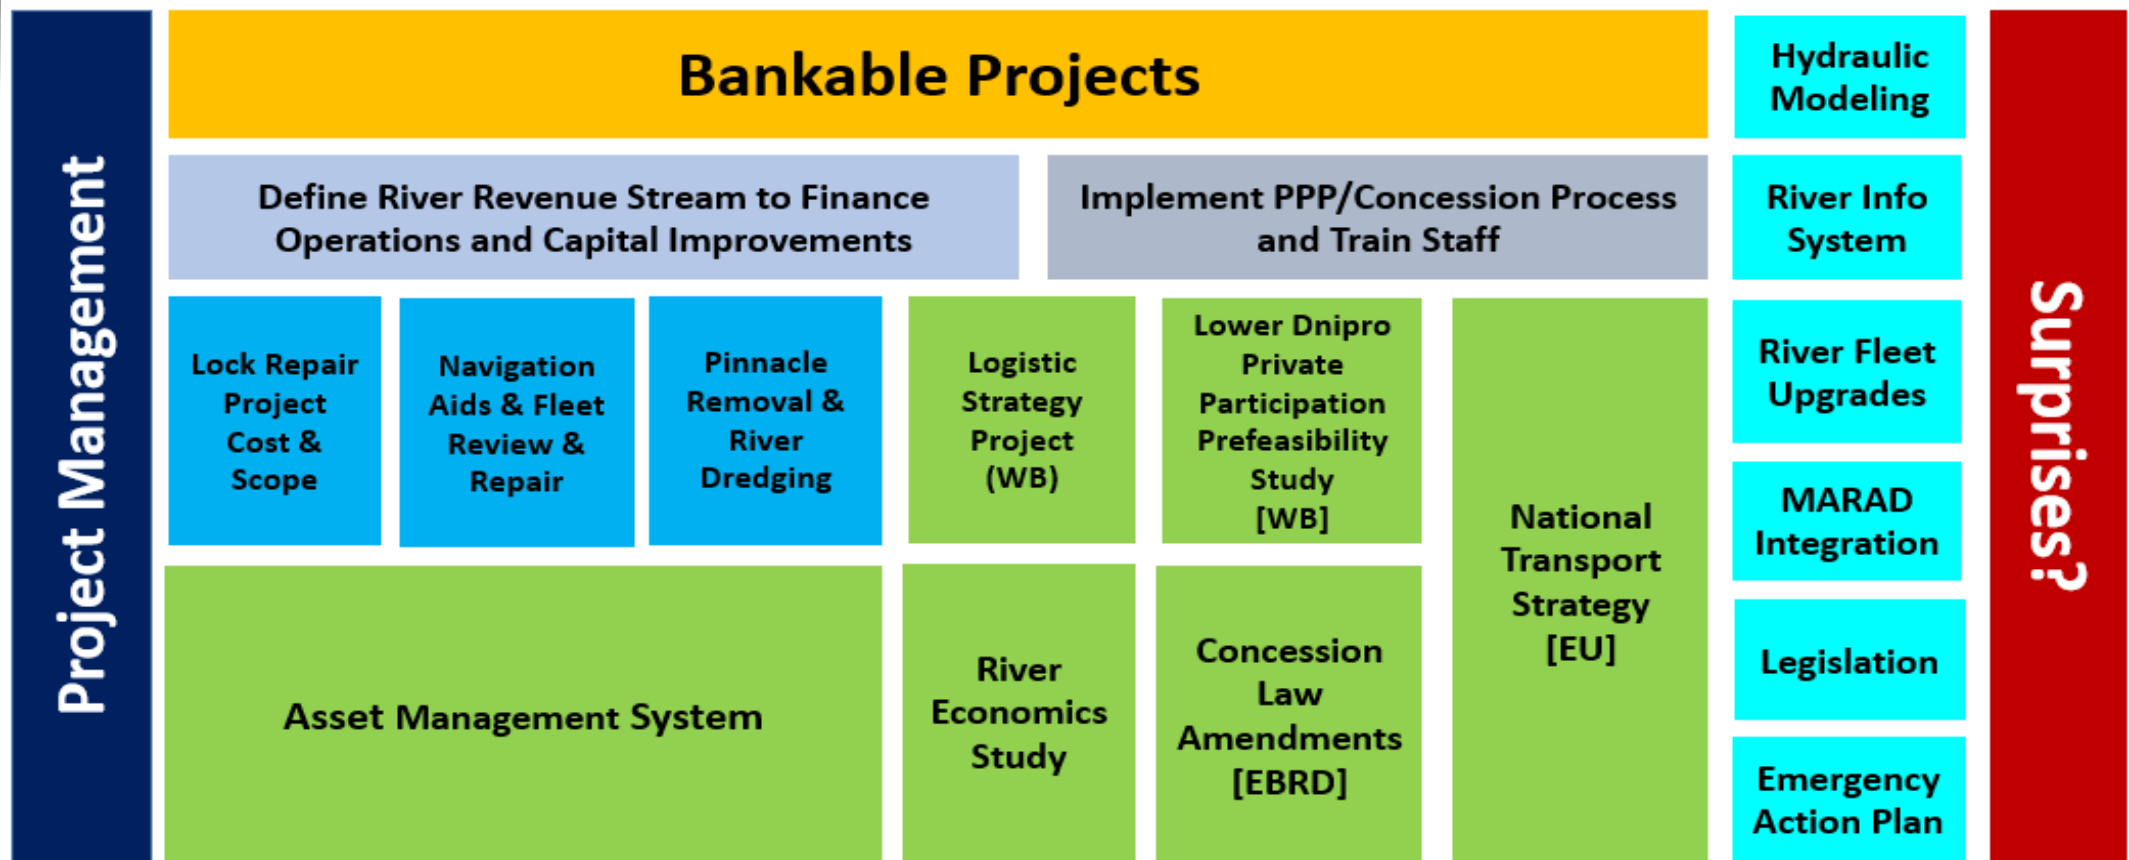 Project Management
Bankable Projects
Define River Revenue Stream to Finance
Operations and Capital Improvements
Implement PPP/Concession Process
and Train Staff
Lock Repair
Project
Cost &
Scope
Navigation
Aids & Fleet
Review &
Repair
Pinnacle
Removal &
River
Dredging
Logistic
Strategy
Project
(WB)
Lower Dnipro
Private
Participation
Prefeasibility
Study
[WB]
National
Transport
Strategy
[EU]
Asset Management System
River
Economics
Study
Concession
Law
Amendments
[EBRD]
Hydraulic
Modeling
River Info
System
River Fleet
Upgrades
MARAD
Integration
Legislation
Emergency
Action Plan
Surprises?